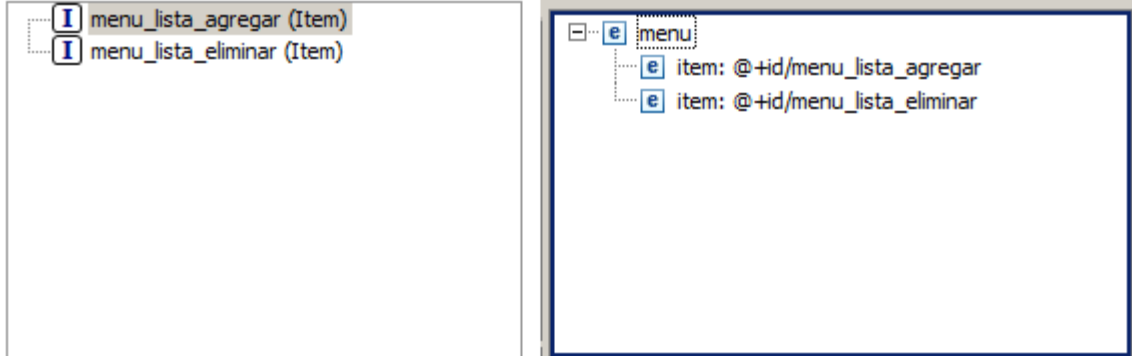 I menu_lista_agregar (Item)
I menu_lista_eliminar (Item)
e menu
e item: @+id/menu_lista_agregar
e item: @+id/menu_lista_eliminar